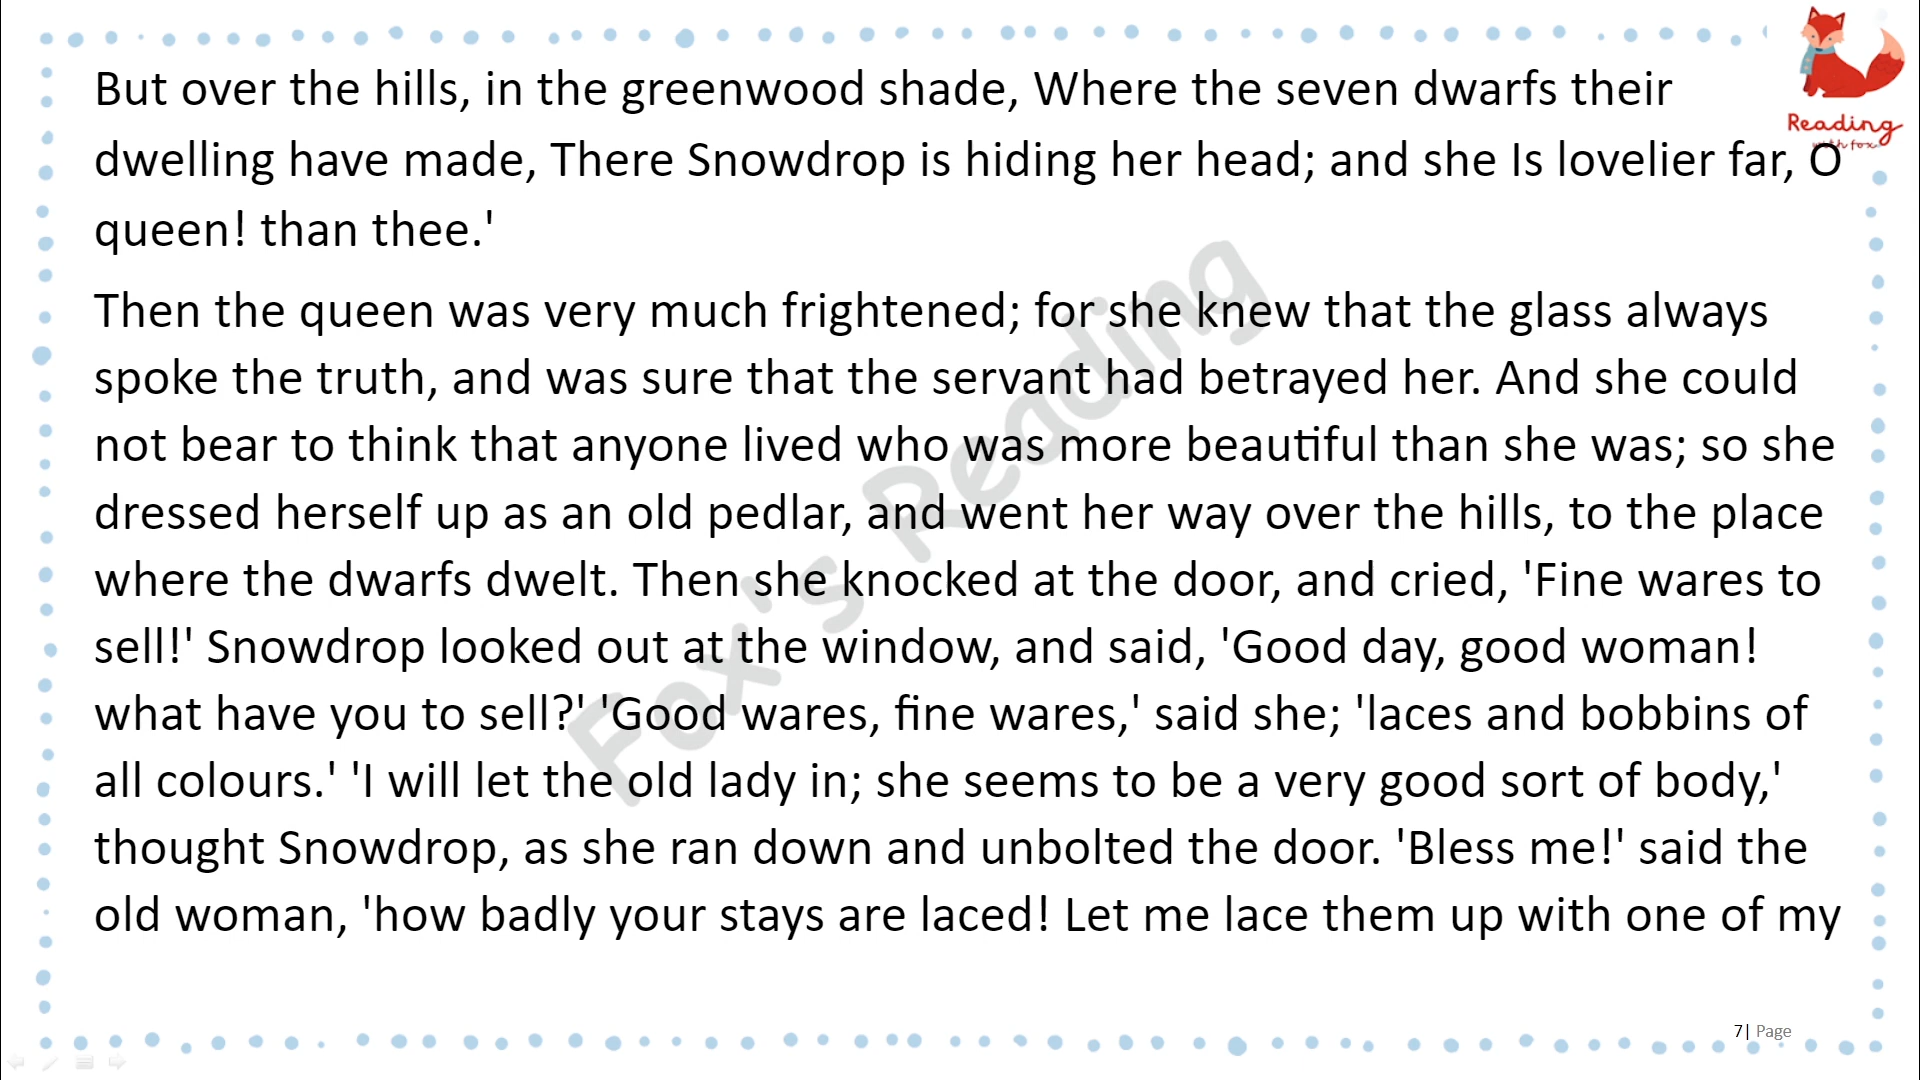 But over the hills, in the greenwood shade, Where the seven dwarfs their
dwelling have made, There Snowdrop is hiding her head; and she Is lovelier far, O
queen! than thee.'
Then the queen was very much frightened; for she knew that the glass always
spoke the truth, and was sure that the servant had betrayed her. And she could
not bear to think that anyone lived who was more beautiful than she was; so she
dressed herself up as an old pedlar, and went her way over the hills, to the place
where the dwarfs dwelt. Then she knocked at the door, and cried, 'Fine wares to
sell!' Snowdrop looked out at the window, and said, 'Good day, good woman!
what have you to sell?' 'Good wares, fine wares,' said she; 'laces and bobbins of
all colours.' 'I will let the old lady in; she seems to be a very good sort of body,'
thought Snowdrop, as she ran down and unbolted the door. 'Bless me!' said the
old woman, 'how badly your stays are laced! Let me lace them up with one of my
7| Page
Reading
with fox
Fox's Reading